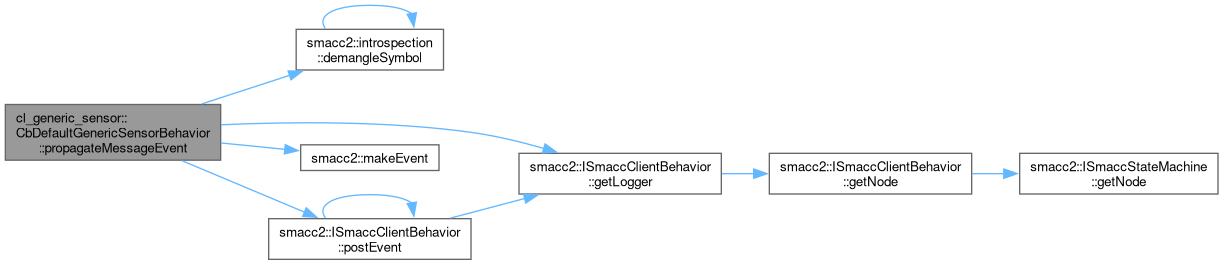 smacc2::introspection
::demangleSymbol
cl_generic_sensor::
CbDefaultGenericSensorBehavior
::propagateMessageEvent
smacc2::makeEvent
smacc2::ISmaccClientBehavior
::postEvent
smacc2::ISmaccClientBehavior
::getLogger
smacc2::ISmaccClientBehavior
::getNode
smacc2::ISmaccStateMachine
::getNode